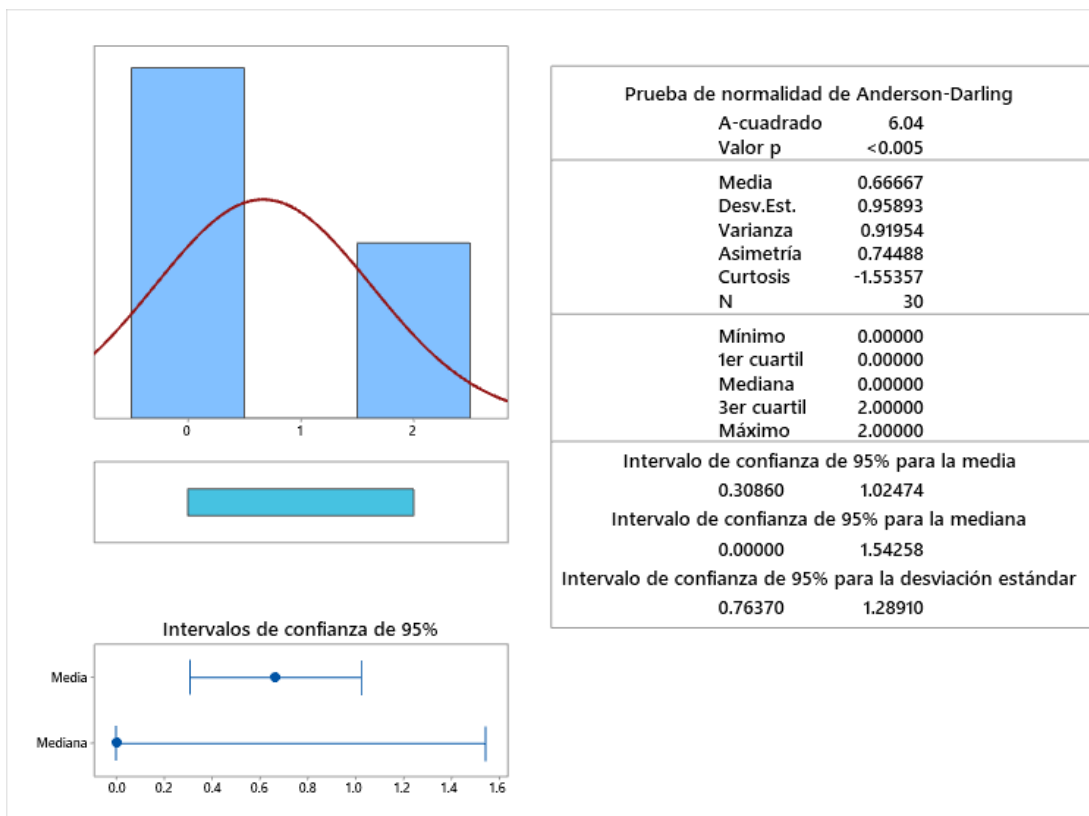 0 1 2
Intervalos de confianza de 95%
Media
Mediana
0.0 0.2 0.4 0.6 0.8 1.0 1.2 1.4 1.6
Prueba de normalidad de Anderson-Darling
A-cuadrado 6.04
Valor p <0.005
Media 0.66667
Desv.Est. 0.95893
Varianza 0.91954
Asimetría 0.74488
Curtosis -1.55357
N 30
Mínimo 0.00000
1er cuartil 0.00000
Mediana 0.00000
3er cuartil 2.00000
Máximo 2.00000
Intervalo de confianza de 95% para la media
0.30860 1.02474
Intervalo de confianza de 95% para la mediana
0.00000 1.54258
Intervalo de confianza de 95% para la desviación estándar
0.76370 1.28910